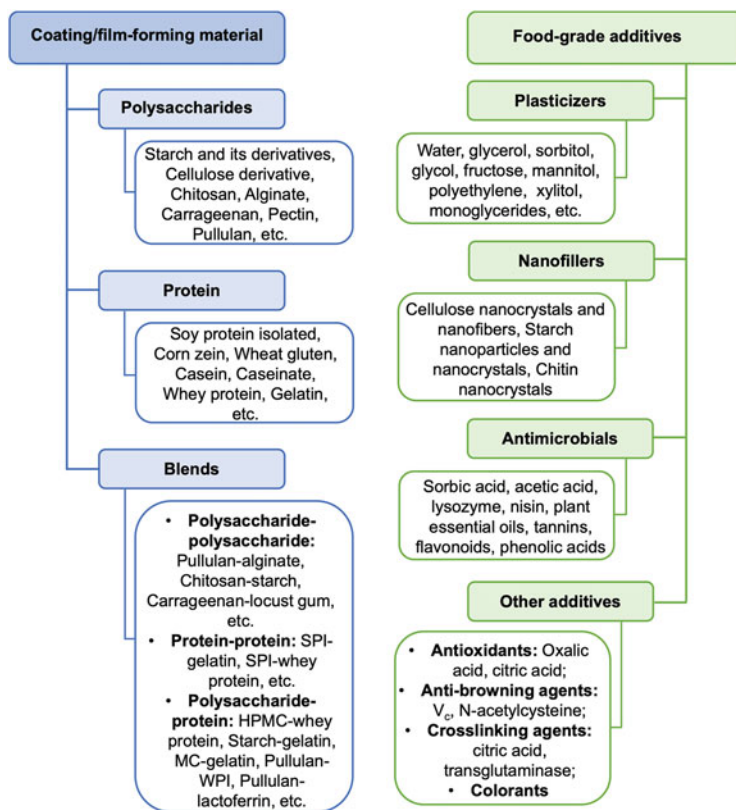 Coating/film-forming material
Polysaccharides
Starch and its derivatives,
Cellulose derivative,
Chitosan, Alginate,
Carrageenan, Pectin,
Pullulan, etc.
Protein
Soy protein isolated,
Corn zein, Wheat gluten,
Casein, Caseinate,
Whey protein, Gelatin,
etc.
Blends
• Polysaccharide-
polysaccharide:
Pullulan-alginate,
Chitosan-starch,
Carrageenan-locust gum,
etc.
• Protein-protein: SPI-
gelatin, SPI-whey
protein, etc.
• Polysaccharide-
protein: HPMC-whey
protein, Starch-gelatin,
MC-gelatin, Pullulan-
WPI, Pullulan-
lactoferrin, etc.
Food-grade additives
Plasticizers
Water, glycerol, sorbitol,
glycol, fructose, mannitol,
polyethylene, xylitol,
monoglycerides, etc.
Nanofillers
Cellulose nanocrystals and
nanofibers, Starch
nanoparticles and
nanocrystals, Chitin
nanocrystals
Antimicrobials
Sorbic acid, acetic acid,
lysozyme, nisin, plant
essential oils, tannins,
flavonoids, phenolic acids
Other additives
• Antioxidants: Oxalic
acid, citric acid;
• Anti-browning agents:
Vc, N-acetylcysteine;
• Crosslinking agents:
citric acid,
transglutaminase;
• Colorants